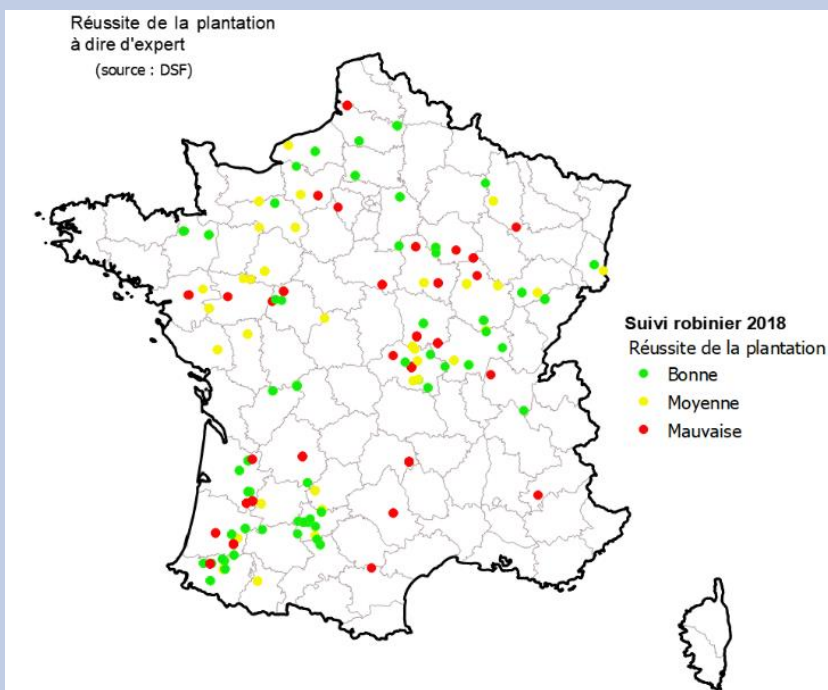 Réussite de la plantation
à dire d'expert
(source : DSF)
Suivi robinier 2018
Réussite de la plantation
Bonne
Moyenne
Mauvaise